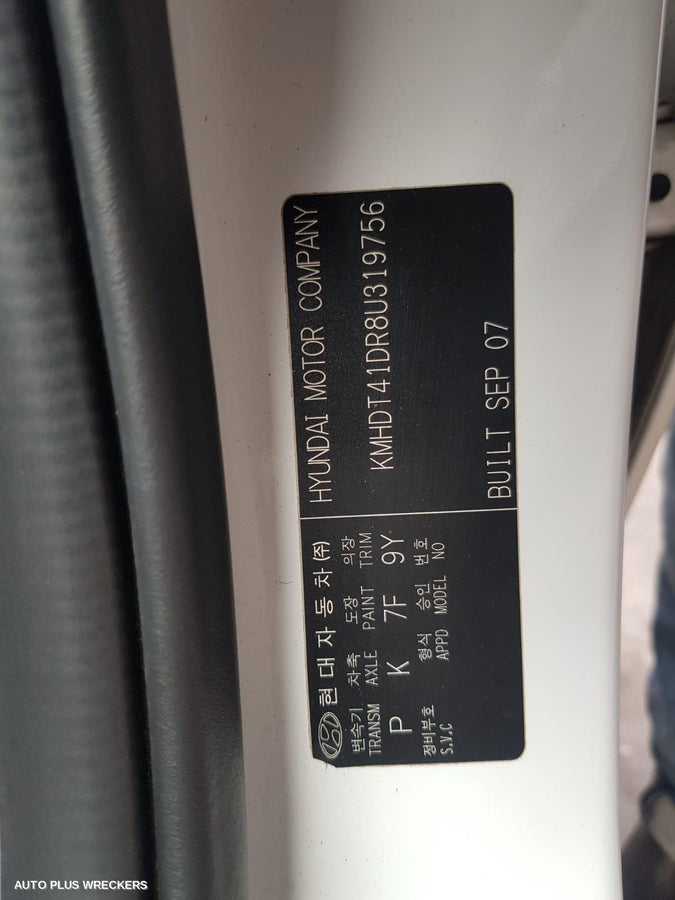 현대자동차(주)
변속기 차축 도장 의장
TRANSM AXLE PAINT TRIM
P K 7F 9Y
정비부호 형식 승인 번호
S.V.C APPD MODEL NO
HYUNDAI MOTOR COMPANY
KMHDT41DR8U319756
BUILT SEP 07
AUTO PLUS WRECKERS